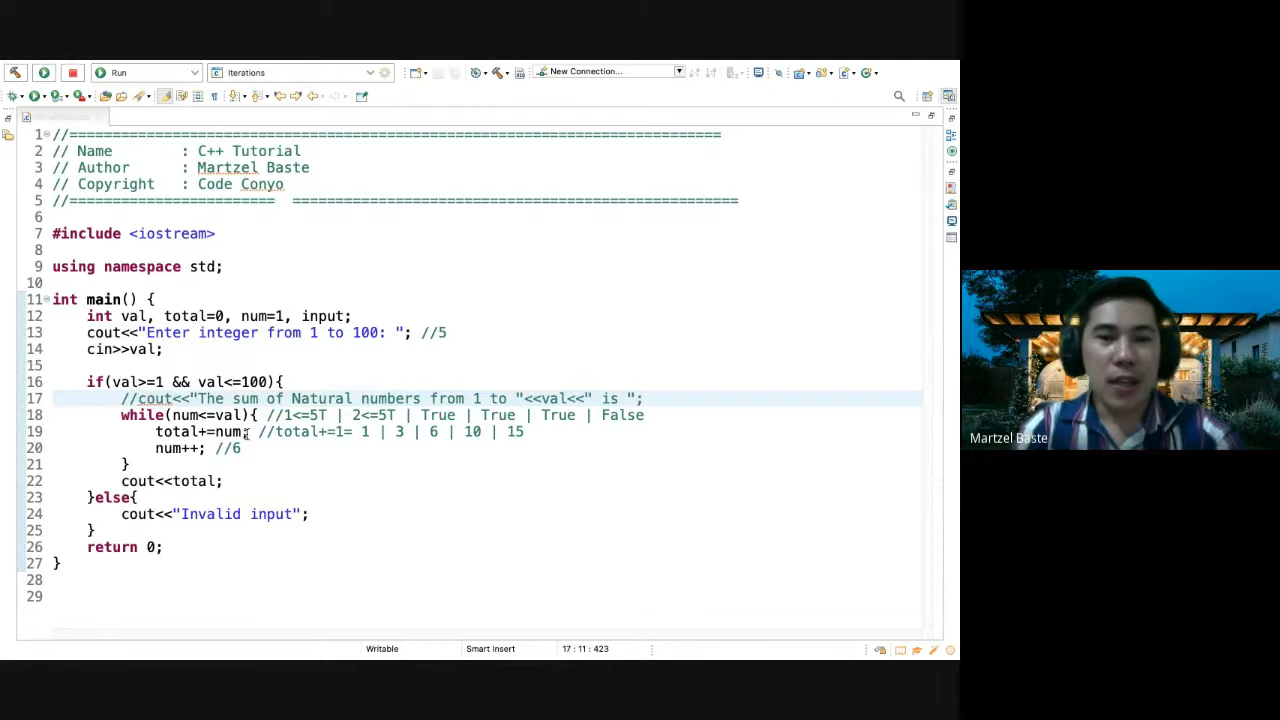 Run
Iterations
New Connection...
1 //============================================================================
2 // Name        : C++ Tutorial
3 // Author      : Martzel Baste
4 // Copyright   : Code Conyo
5 //========================  ====================================================
6
7 #include <iostream>
8
9 using namespace std;
10
11 int main() {
12     int val, total=0, num=1, input;
13     cout<<"Enter integer from 1 to 100: "; //5
14     cin>>val;
15
16     if(val>=1 && val<=100){
17         //cout<<"The sum of Natural numbers from 1 to "<<val<<" is ";
18         while(num<=val){ //1<=5T | 2<=5T | True | True | True | False
19             total+=num; //total+=1= 1 | 3 | 6 | 10 | 15
20             num++; //6
21         }
22         cout<<total;
23     }else{
24         cout<<"Invalid input";
25     }
26     return 0;
27 }
28
29
Martzel Baste
Writable Smart Insert 17 : 11 : 423